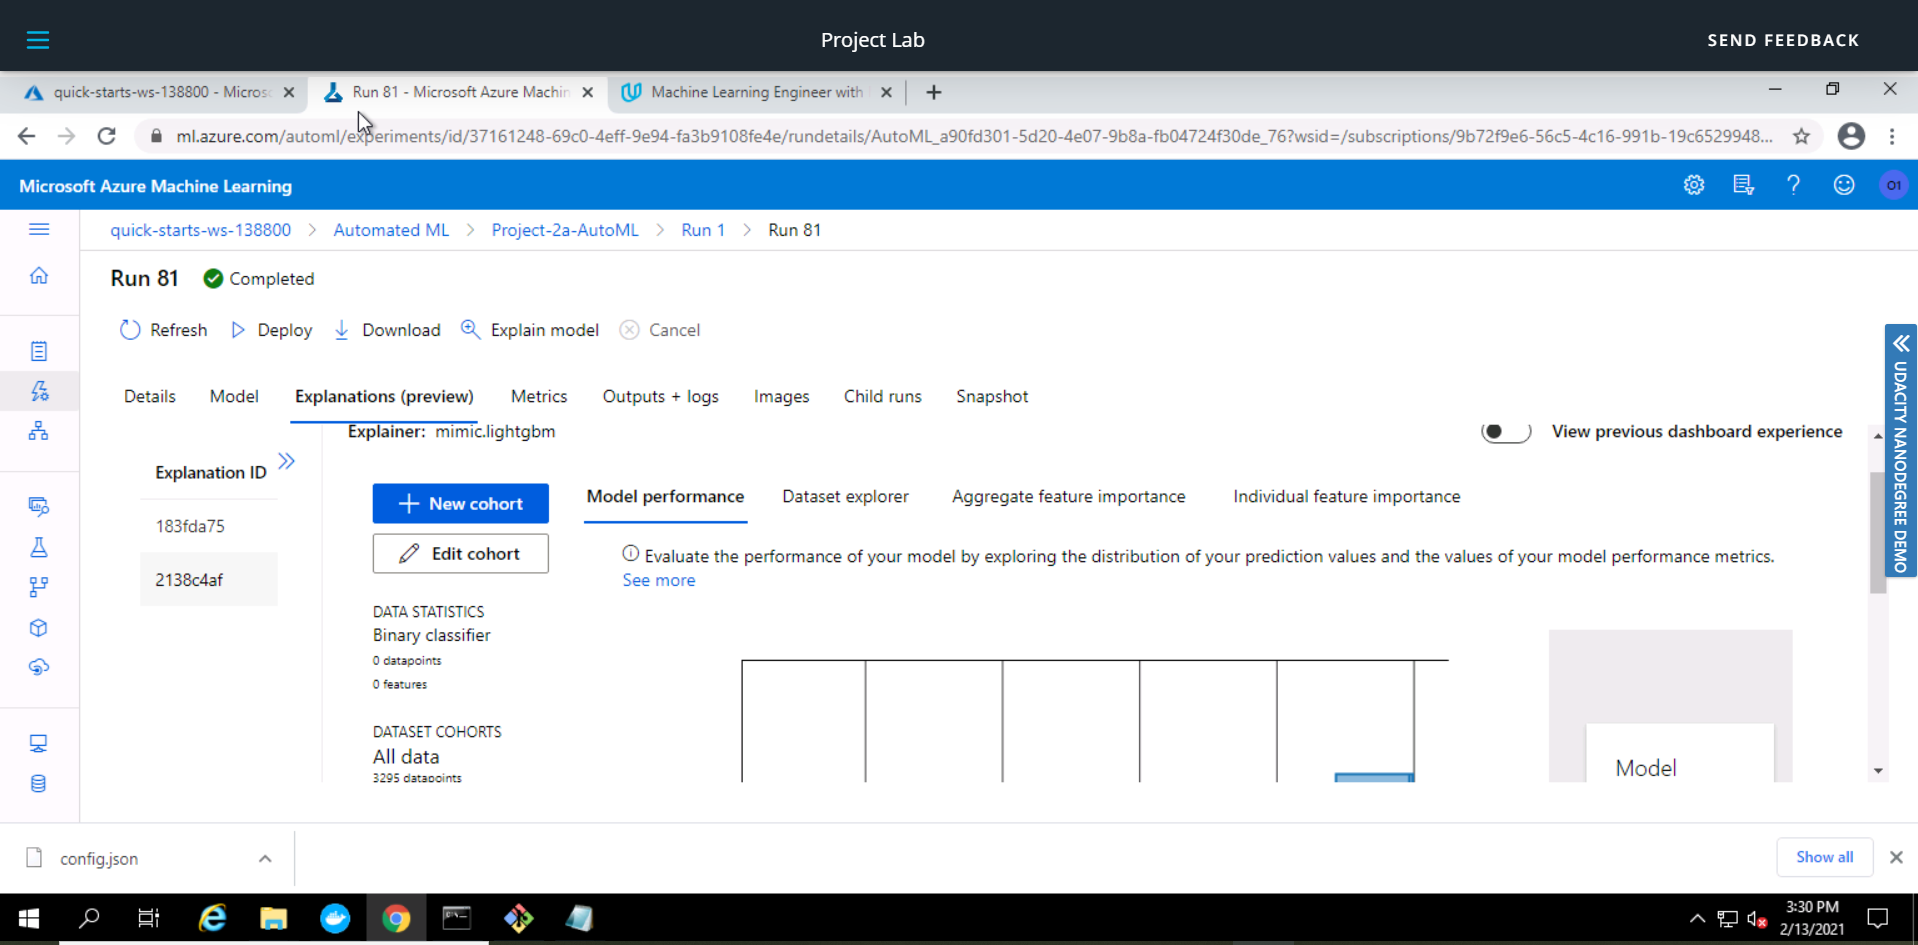 Project Lab
SEND FEEDBACK
quick-starts-ws-138800 - Micros
Run 81 - Microsoft Azure Machin
Machine Learning Engineer with
ml.azure.com/automl/experiments/id/37161248-69c0-4eff-9e94-fa3b9108fe4e/rundetails/AutoML_a90fd301-5d20-4e07-9b8a-fb04724f30de_76?wsid=/subscriptions/9b72f9e6-56c5-4c16-991b-19c6529948...
Microsoft Azure Machine Learning
O1
quick-starts-ws-138800 > Automated ML > Project-2a-AutoML > Run 1 > Run 81
Run 81 Completed
Refresh Deploy Download Explain model Cancel
Details Model Explanations (preview) Metrics Outputs + logs Images Child runs Snapshot
Explainer: mimic.lightgbm
View previous dashboard experience
Explanation ID
183fda75
2138c4af
New cohort
Edit cohort
Model performance Dataset explorer Aggregate feature importance Individual feature importance
Evaluate the performance of your model by exploring the distribution of your prediction values and the values of your model performance metrics.
See more
DATA STATISTICS
Binary classifier
0 datapoints
0 features
DATASET COHORTS
All data
3295 datapoints
Model
UDACITY NANODEGREE DEMO
config.json
Show all
3:30 PM
2/13/2021